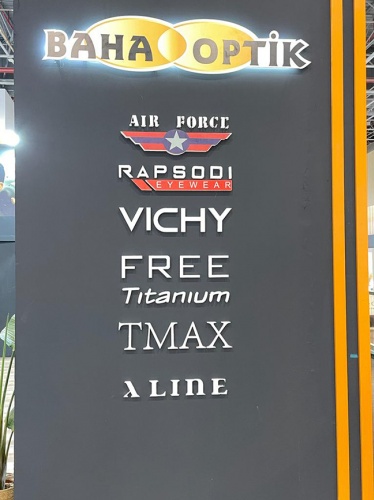 BAHA OPTİK
AIR FORCE
RAPSODI
EYEWEAR
VICHY
FREE
Titanium
TMAX
X LINE